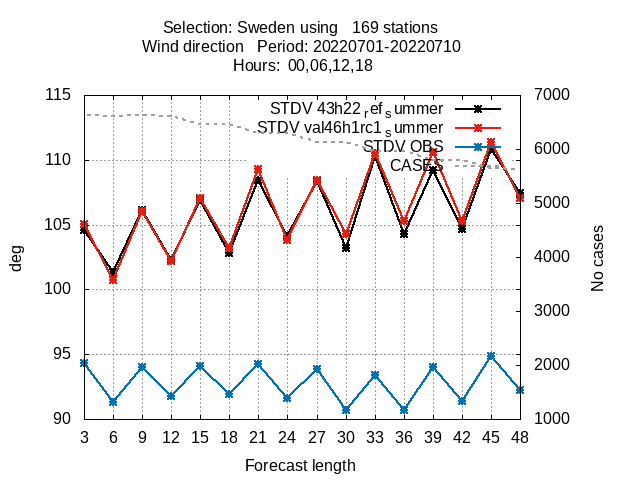 Selection: Sweden using   169 stations
Wind direction   Period: 20220701-20220710
Hours:  00,06,12,18
115
7000
STDV 43h22refsummer
STDV val46h1rc1summer
STDV OBS
CASES
110
6000
105
5000
deg
No cases
4000
100
3000
95
2000
90
1000
3 6 9 12 15 18 21 24 27 30 33 36 39 42 45 48
Forecast length